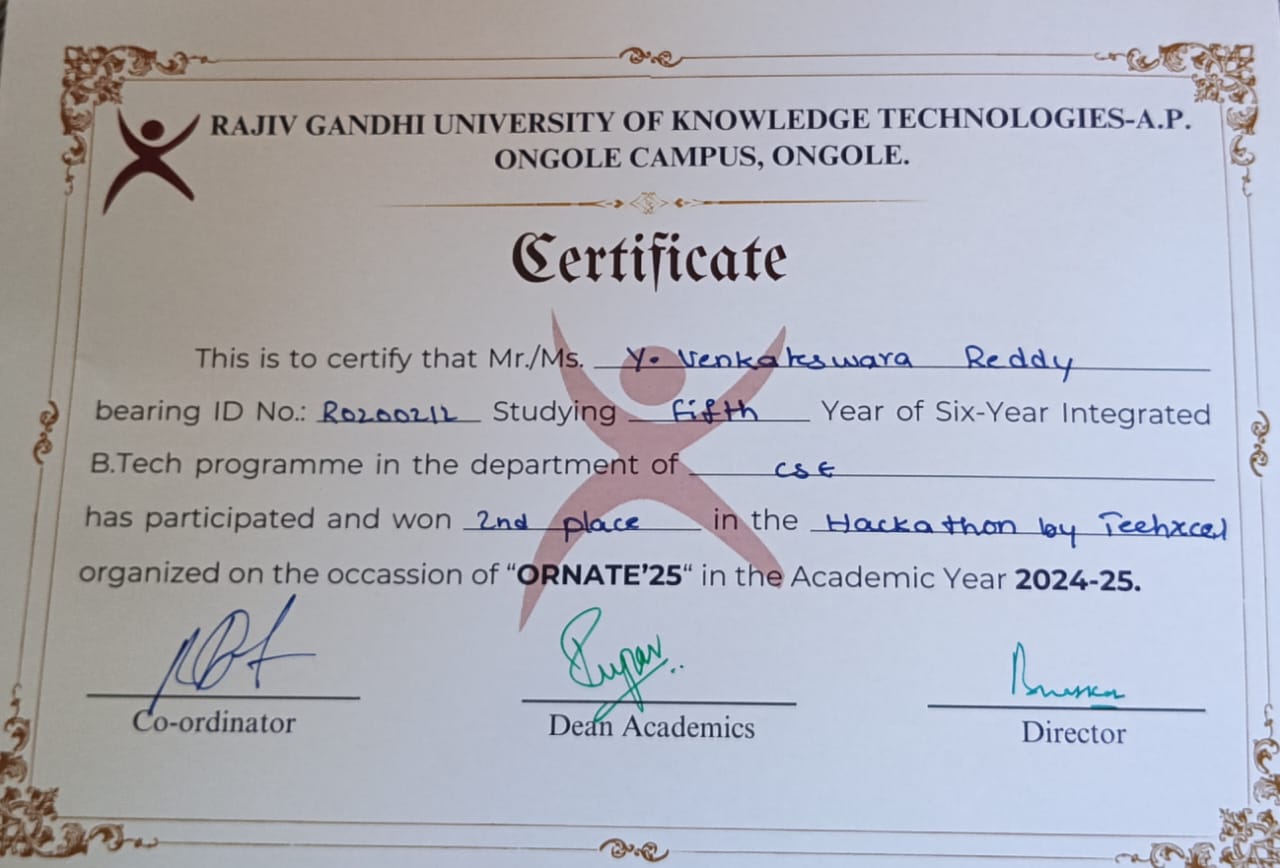 RAJIV GANDHI UNIVERSITY OF KNOWLEDGE TECHNOLOGIES-A.P.
ONGOLE CAMPUS, ONGOLE.
Certificate
This is to certify that Mr./Ms. Y. Venkateswara Reddy
bearing ID No.: RO200212 Studying Fifth Year of Six-Year Integrated
B.Tech programme in the department of CSE
has participated and won 2nd place in the Hackathon by Teehxcel
organized on the occassion of “ORNATE’25“ in the Academic Year 2024-25.
Co-ordinator Dean Academics Director